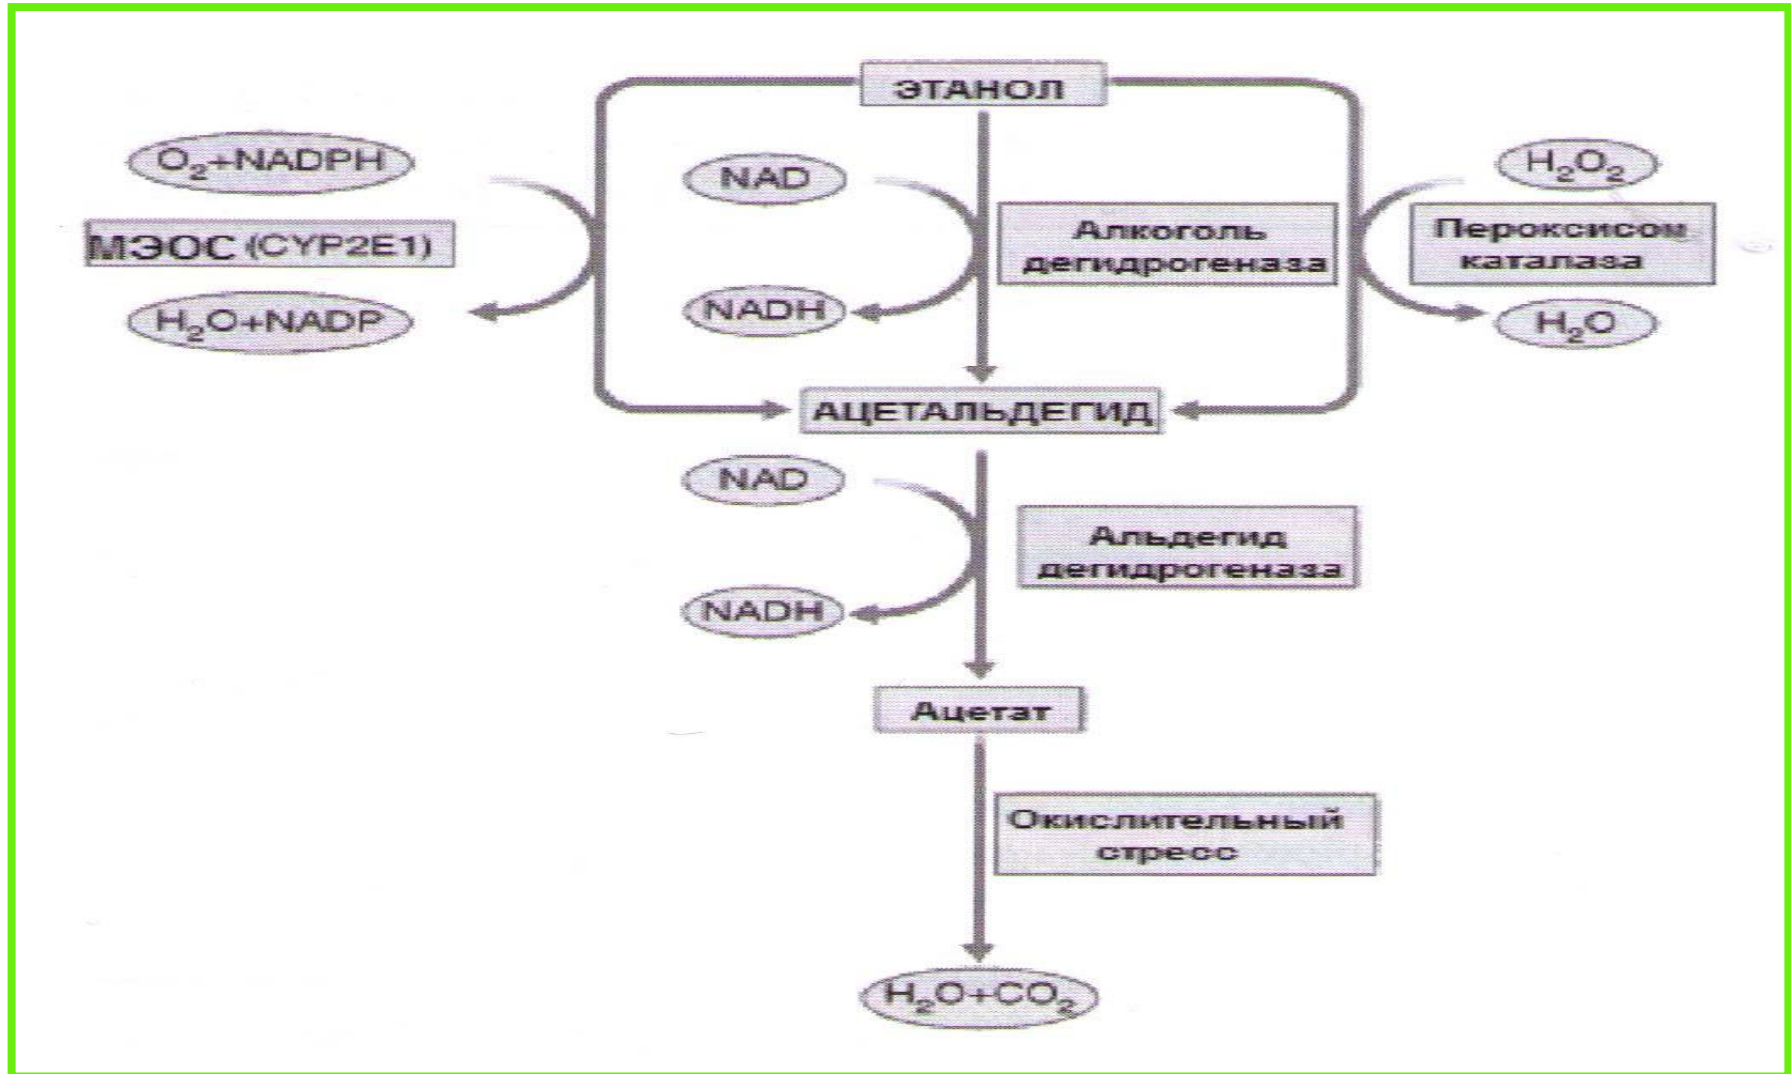 ЭТАНОЛ
O₂+NADPH
NAD
H₂O₂
МЭОС (CYP2E1)
Алкоголь
дегидрогеназа
Пероксисом
каталаза
H₂O+NADP
NADH
H₂O
АЦЕТАЛЬДЕГИД
NAD
Альдегид
дегидрогеназа
NADH
Ацетат
Окислительный
стресс
H₂O+CO₂